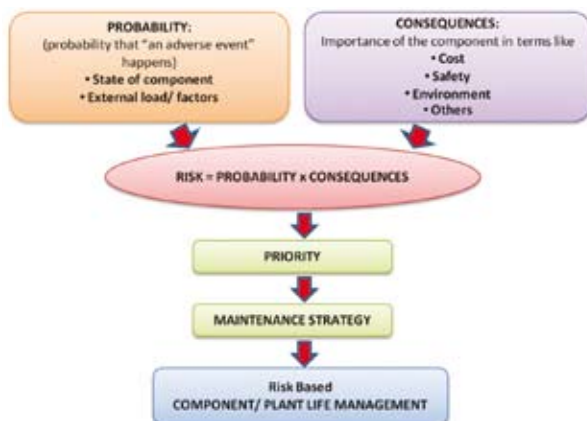 PROBABILITY:
(probability that "an adverse event"
happens)
• State of component
• External load/ factors
CONSEQUENCES:
Importance of the component in terms like
• Cost
• Safety
• Environment
• Others
RISK = PROBABILITY x CONSEQUENCES
PRIORITY
MAINTENANCE STRATEGY
Risk Based
COMPONENT/ PLANT LIFE MANAGEMENT